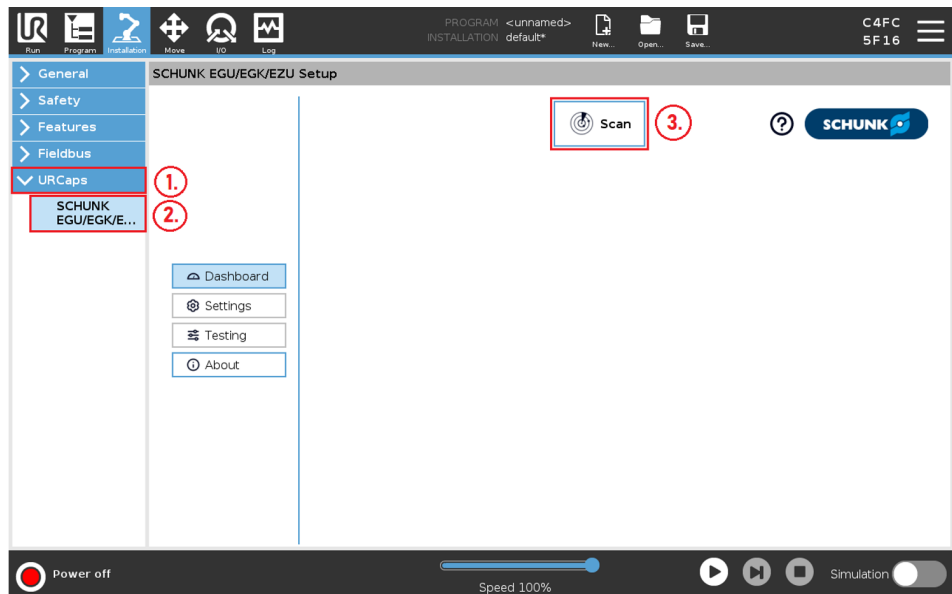 PROGRAM <unnamed>
INSTALLATION default*
C4FC
5F16
Run Program Installation Move I/O Log New... Open... Save...
General
SCHUNK EGU/EGK/EZU Setup
Safety
Features
Fieldbus
URCaps
1.
SCHUNK
EGU/EGK/E...
2.
Scan
3.
SCHUNK
Dashboard
Settings
Testing
About
Power off
Speed 100%
Simulation